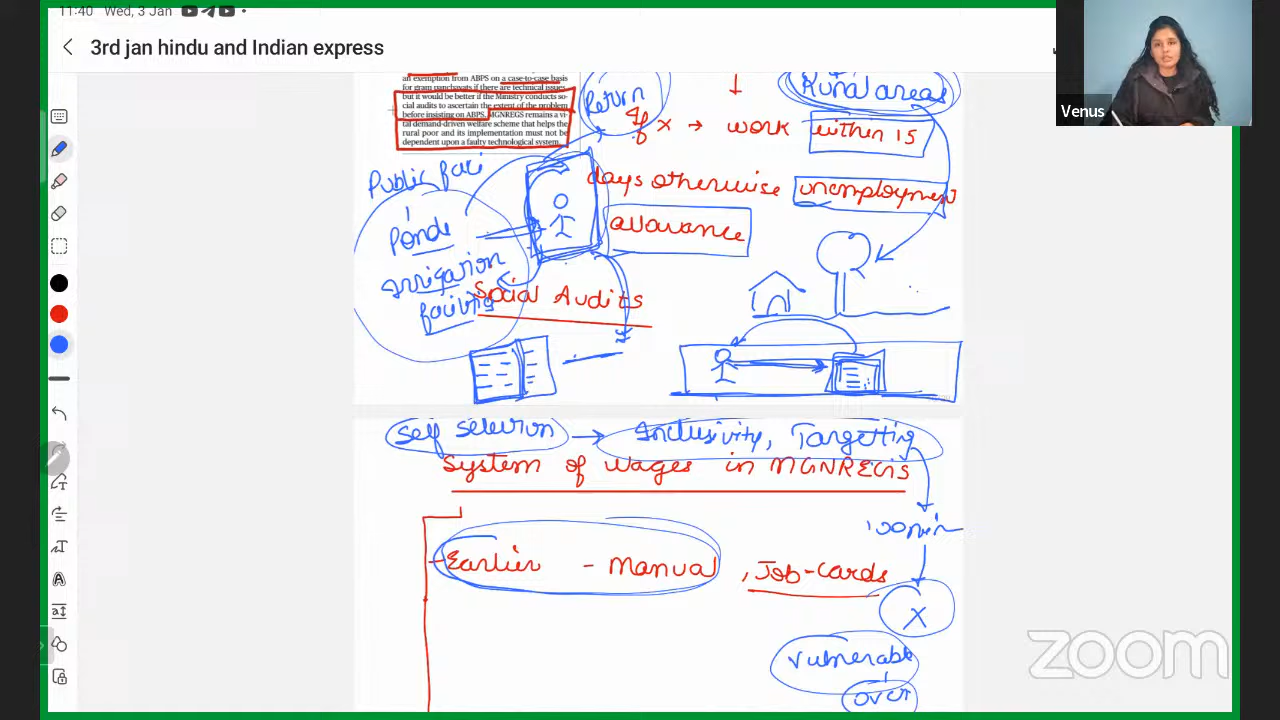 11:40 Wed, 3 Jan
3rd jan hindu and Indian express
Venus
an exemption from ABPS on a case-to-case basis
for gram panchayats if there are technical issues
but it would be better if the Ministry conducts so-
cial audits to ascertain the extent of the problem
before insisting on ABPS. MGNREGS remains a vi-
tal demand-driven welfare scheme that helps the
rural poor and its implementation must not be
dependent upon a faulty technological system.
Return
Rural areas
If x → work within 15
days otherwise unemployment
allowance
Public faci
Ponds
irrigation
facilities
Social Audits
Self selection → Inclusivity, Targetting
System of wages in MGNREGS
women
- Earlier - Manual , Job-cards
X
Vulnerable
over
zoom